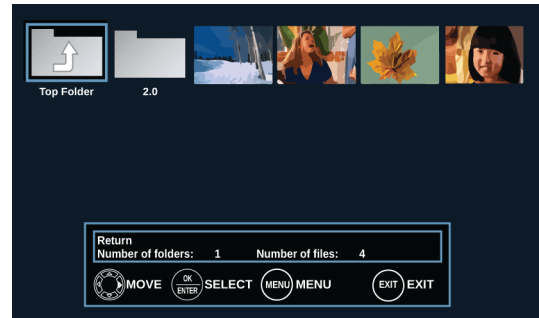 Top Folder 2.0
Return
Number of folders: 1 Number of files: 4
MOVE OK ENTER SELECT MENU MENU EXIT EXIT